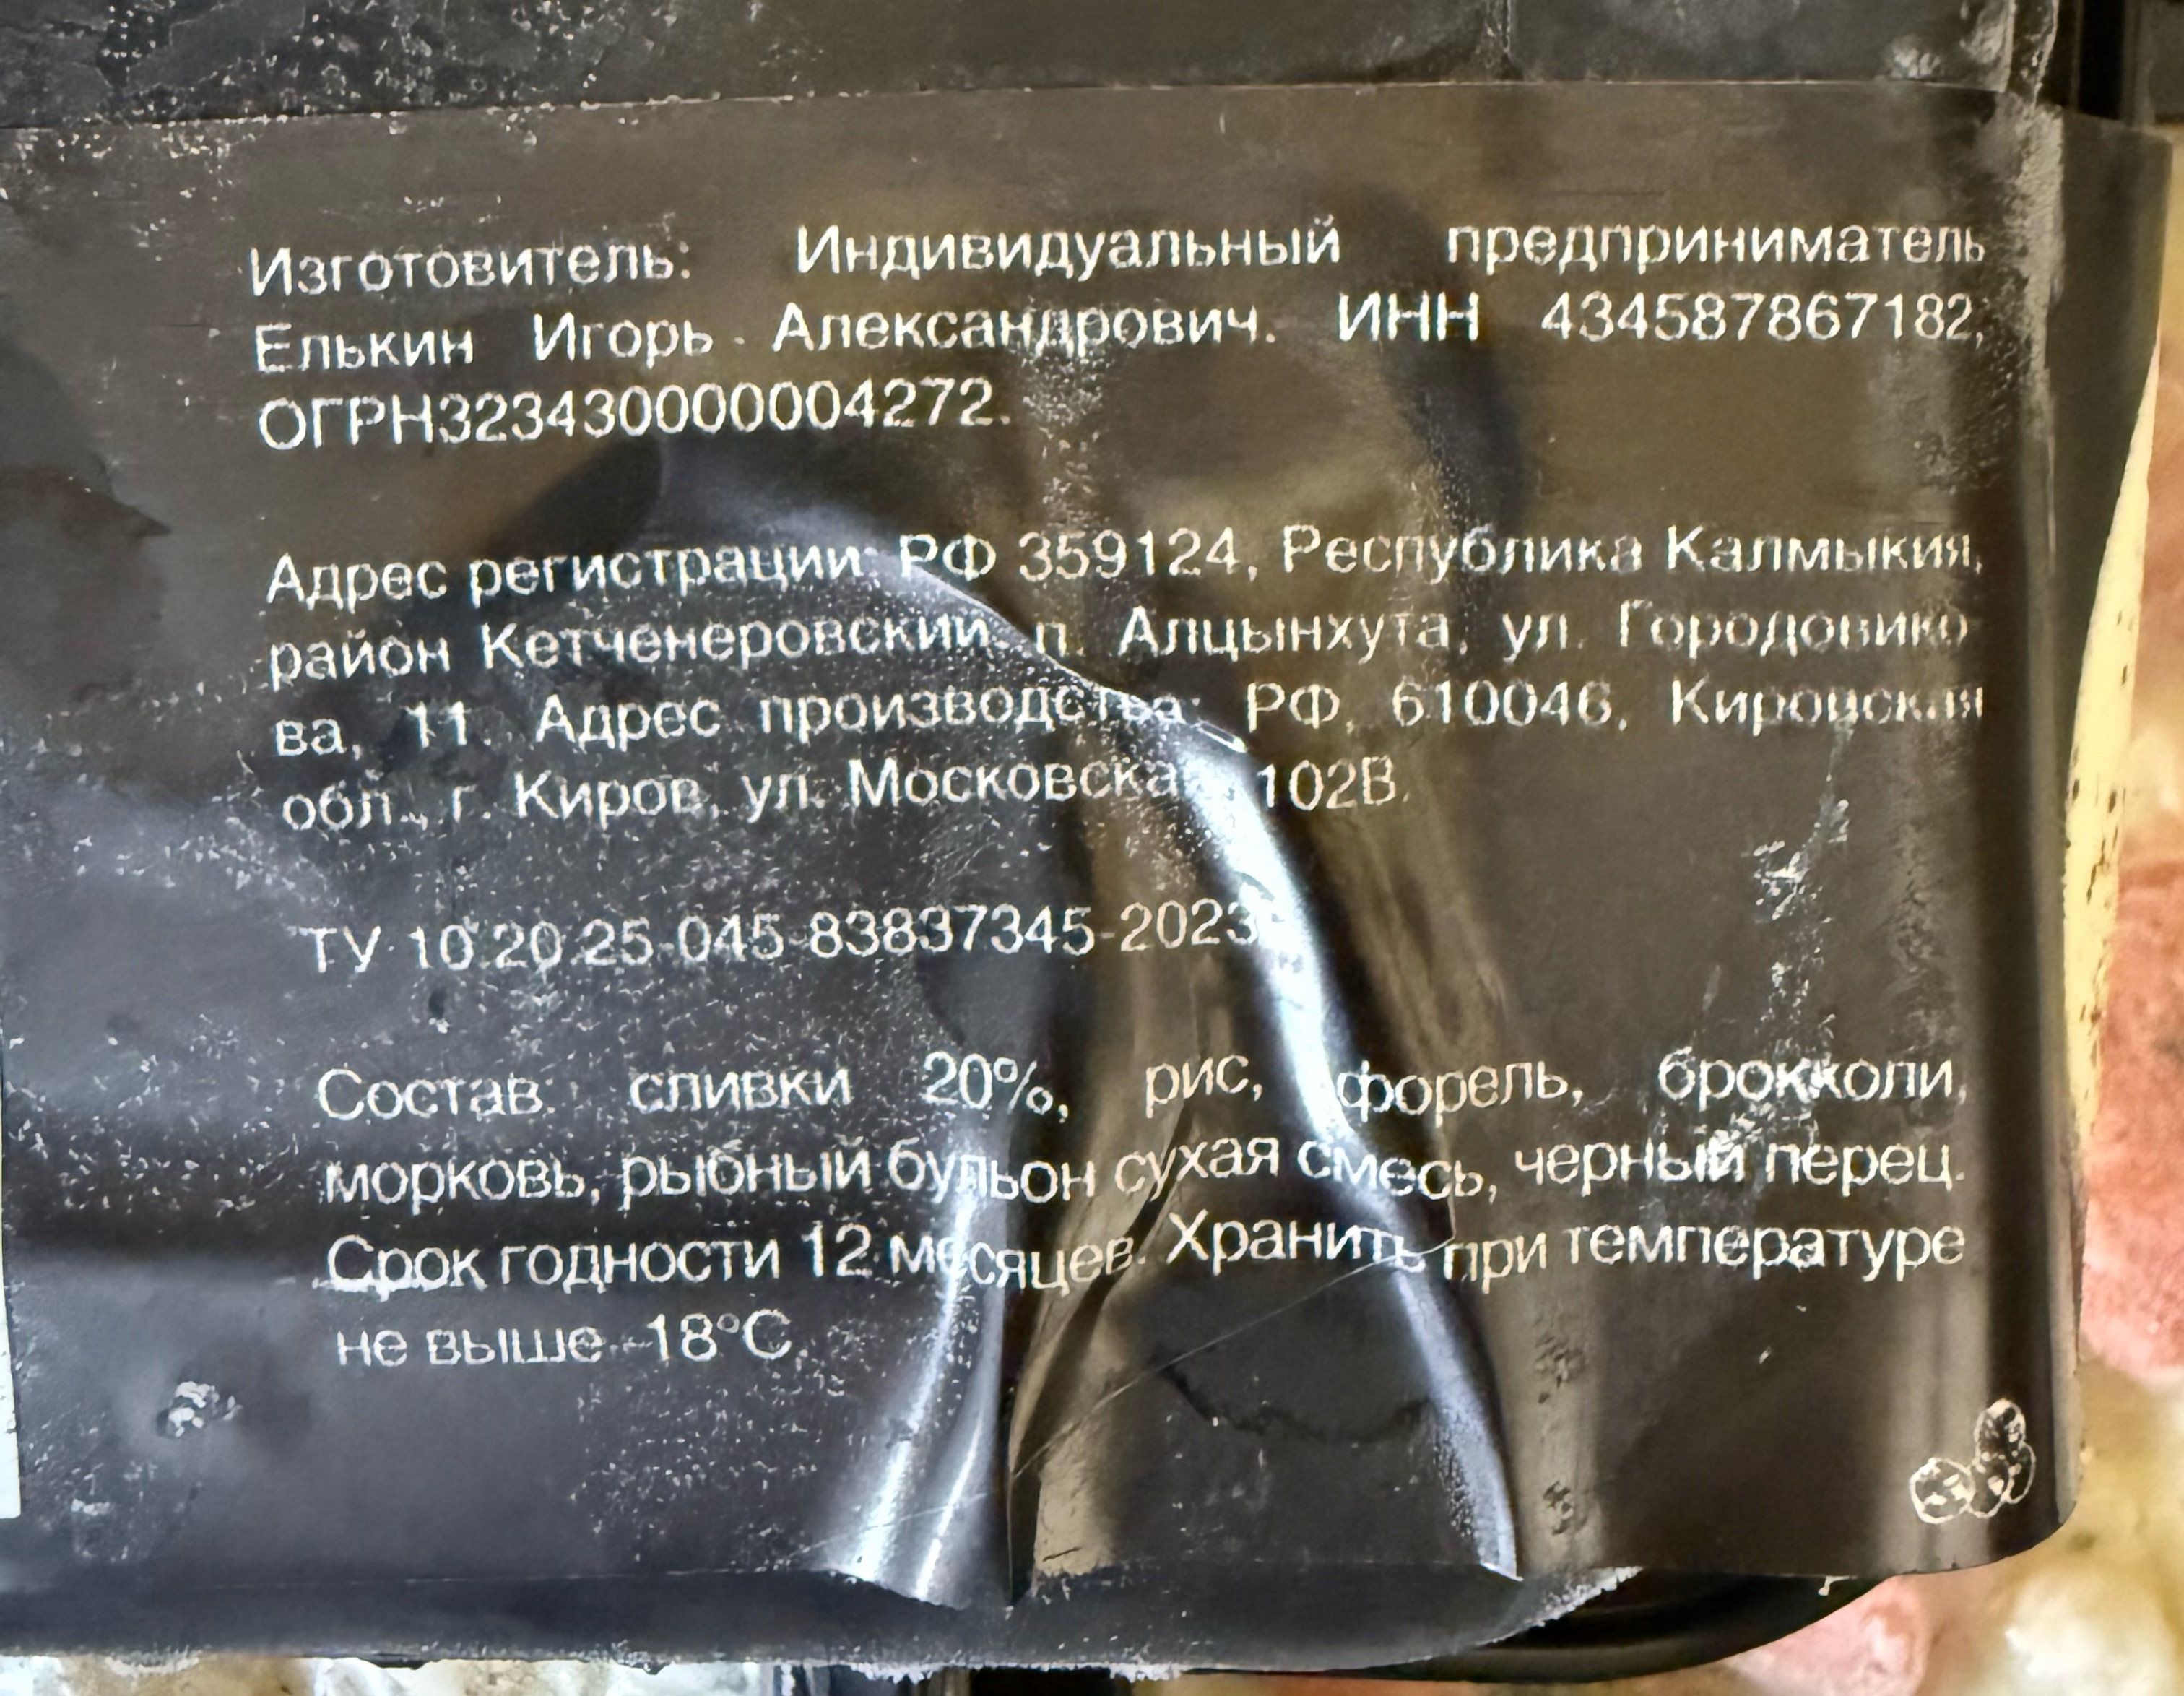 Изготовитель: Индивидуальный предприниматель
Елькин Игорь Александрович. ИНН 434587867182,
ОГРН323430000004272.
Адрес регистрации: РФ 359124, Республика Калмыкия,
район Кетченеровский, п. Алцынхута, ул. Городовико-
ва, 11. Адрес производства: РФ, 610046, Кировская
обл., г. Киров, ул. Московская, 102В.
ТУ 10.20.25-045-83837345-2023
Состав: сливки 20%, рис, форель, брокколи,
морковь, рыбный бульон сухая смесь, черный перец.
Срок годности 12 месяцев. Хранить при температуре
не выше -18°С.